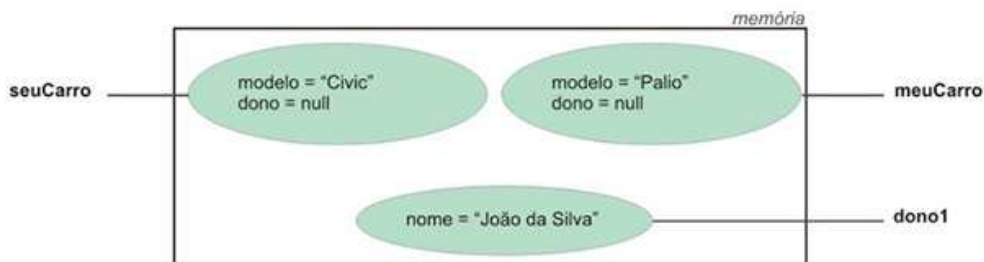 memória
seuCarro
modelo = “Civic”
dono = null
modelo = “Palio”
dono = null
meuCarro
nome = “João da Silva”
dono1